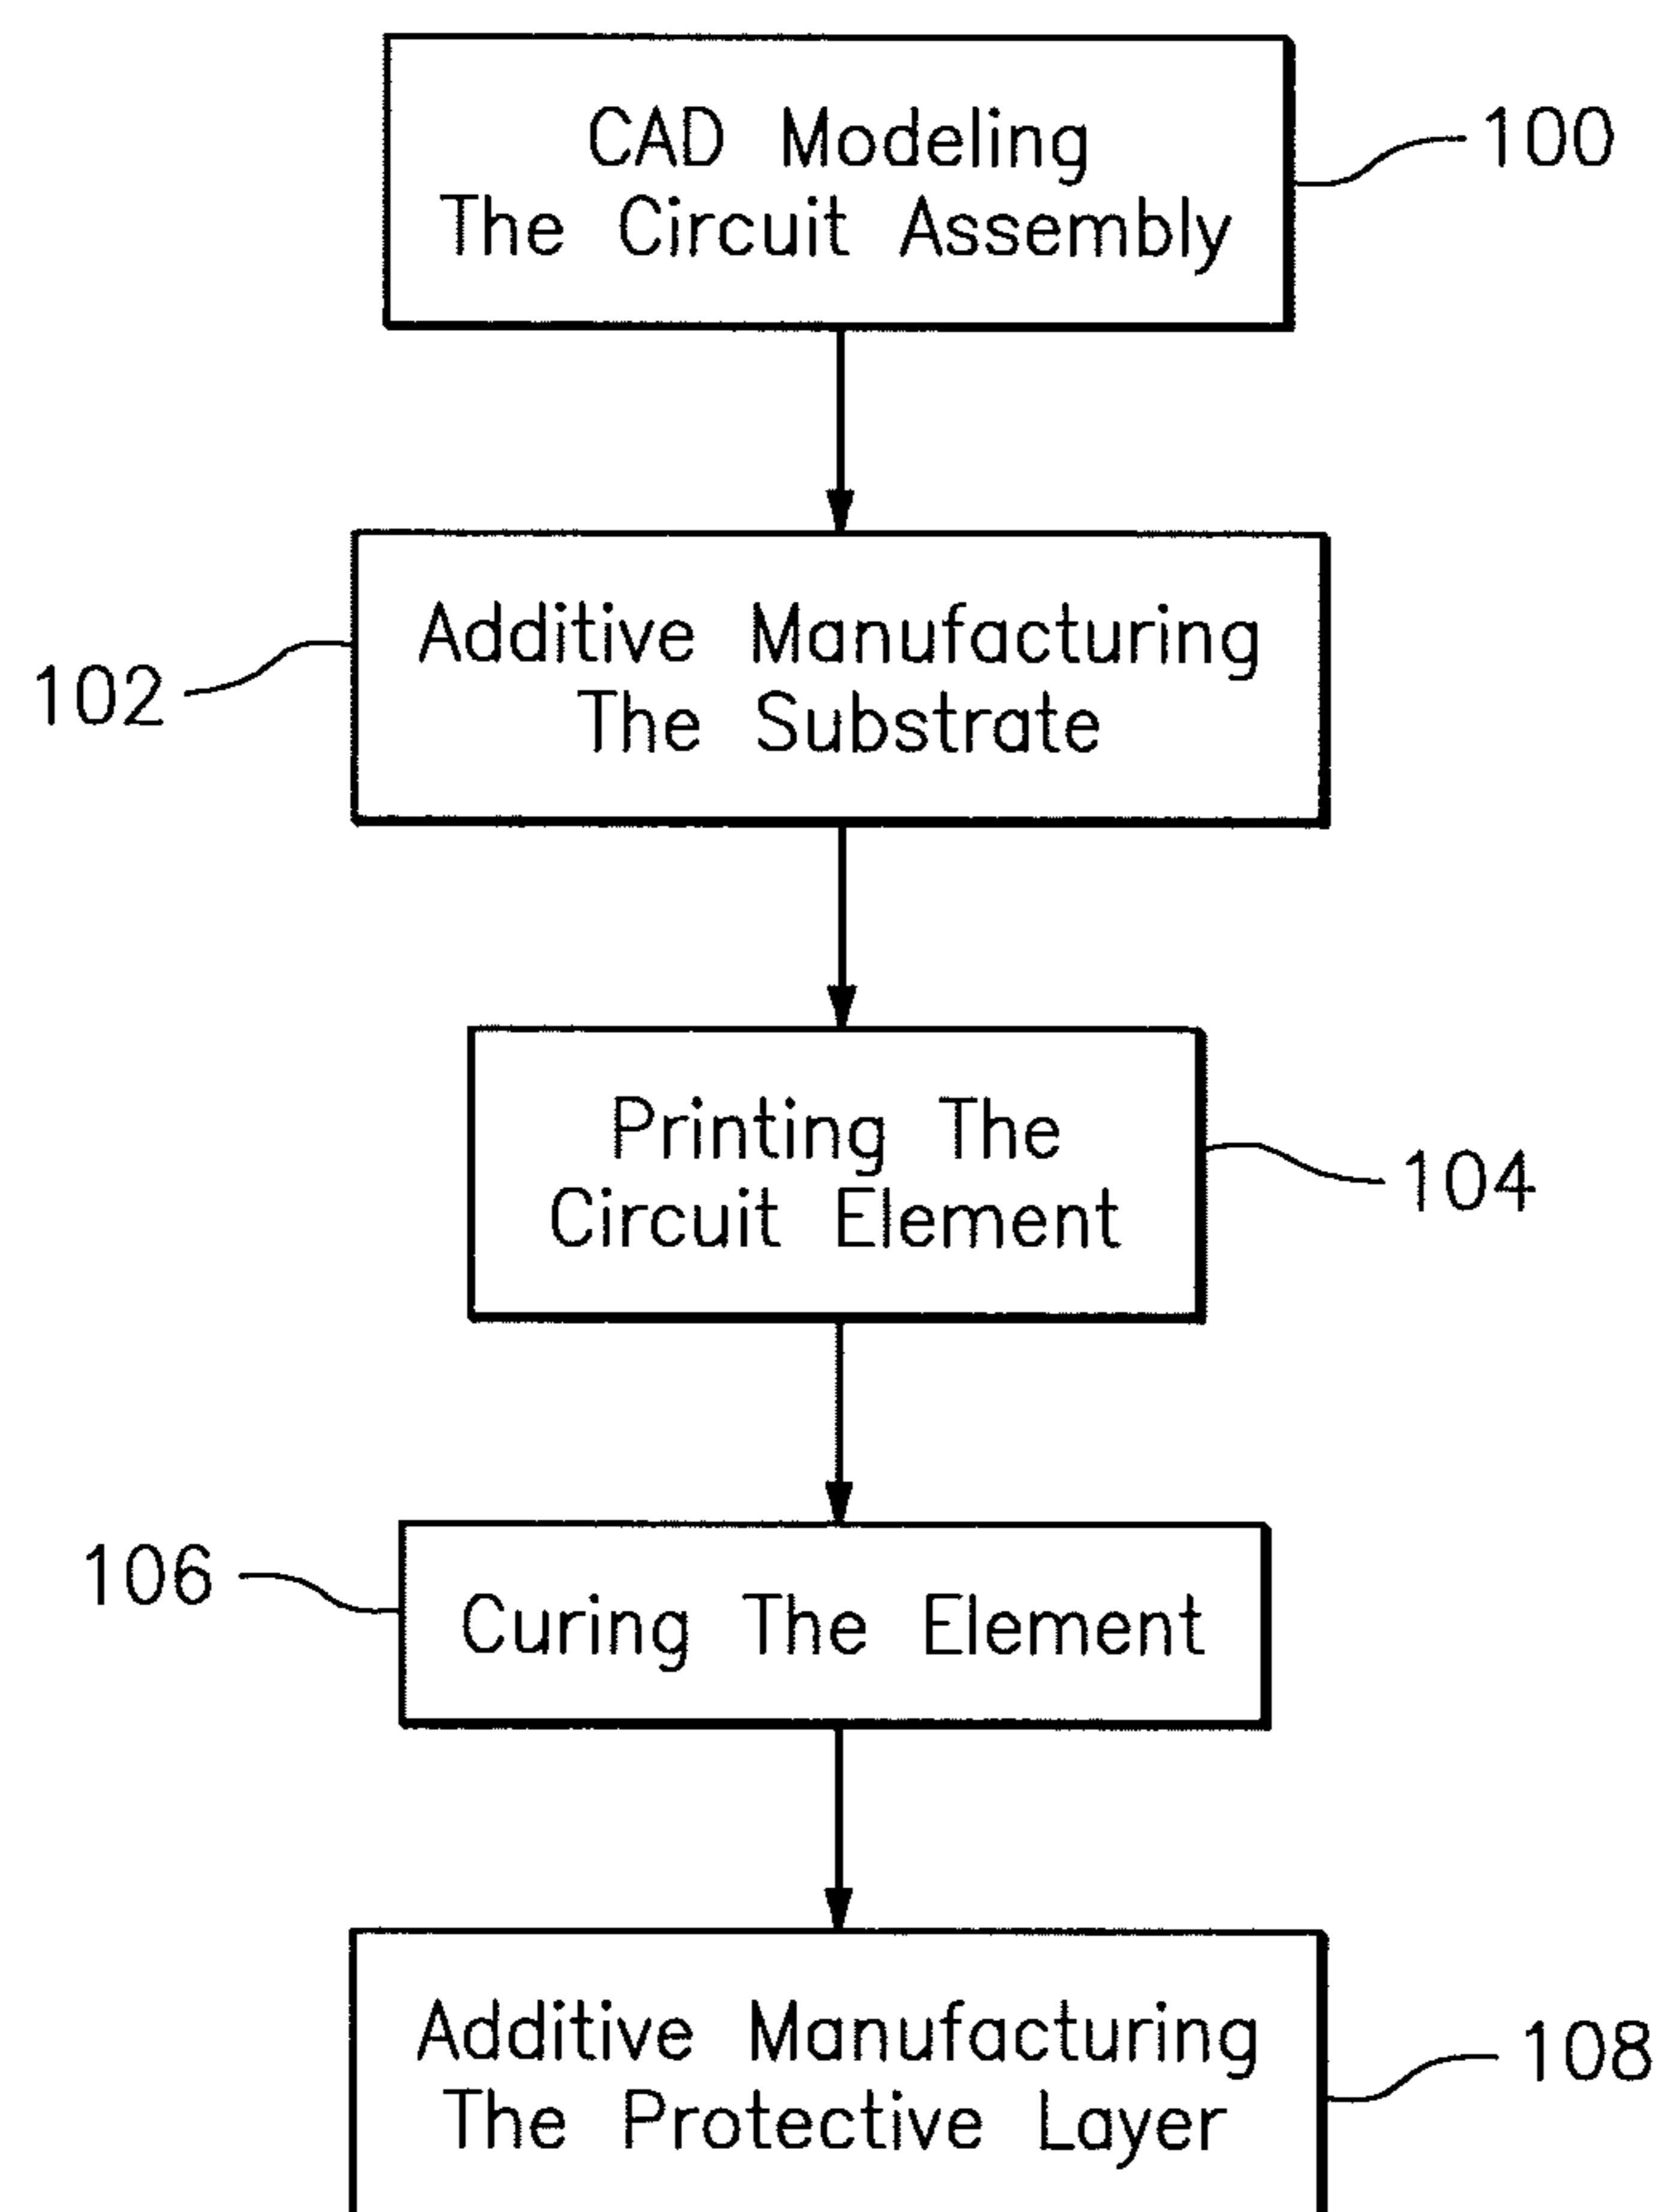 CAD Modeling
The Circuit Assembly
100
Additive Manufacturing
The Substrate
102
Printing The
Circuit Element
104
106
Curing The Element
Additive Manufacturing
The Protective Layer
108